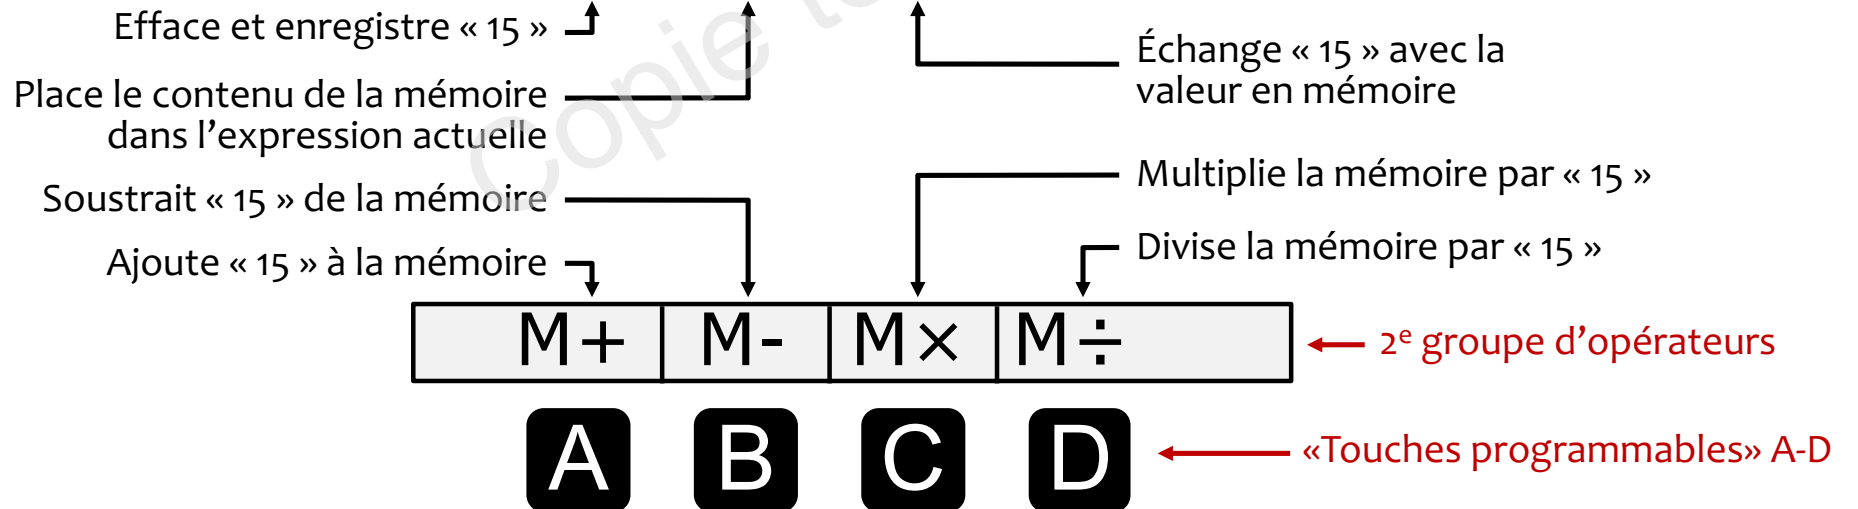 Efface et enregistre « 15 »
Échange « 15 » avec la
valeur en mémoire
Place le contenu de la mémoire
dans l’expression actuelle
Multiplie la mémoire par « 15 »
Soustrait « 15 » de la mémoire
Divise la mémoire par « 15 »
Ajoute « 15 » à la mémoire
M+ M- M× M÷
2e groupe d’opérateurs
A B C D
«Touches programmables» A-D
Copie